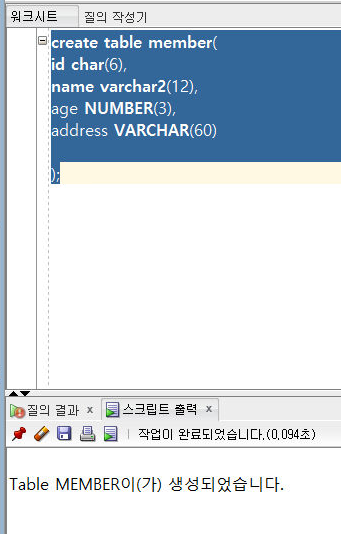 워크시트 질의 작성기
create table member(
id char(6),
name varchar2(12),
age NUMBER(3),
address VARCHAR(60)
);
질의 결과 x 스크립트 출력 x
작업이 완료되었습니다.(0,094초)
Table MEMBER이(가) 생성되었습니다.